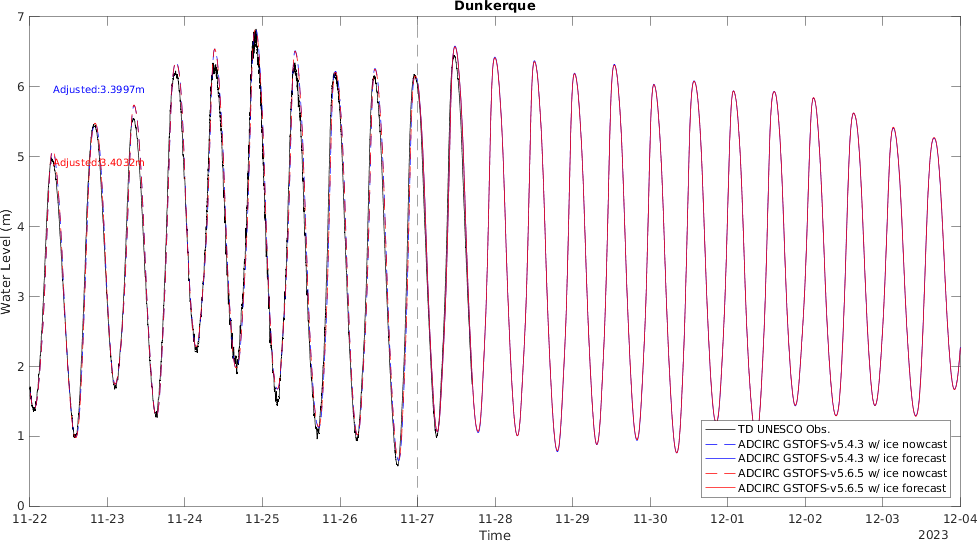 Dunkerque
7
6
5
4
3
2
1
0
Water Level (m)
Adjusted:3.3997m
Adjusted:3.4032m
TD UNESCO Obs.
ADCIRC GSTOFS-v5.4.3 w/ ice nowcast
ADCIRC GSTOFS-v5.4.3 w/ ice forecast
ADCIRC GSTOFS-v5.6.5 w/ ice nowcast
ADCIRC GSTOFS-v5.6.5 w/ ice forecast
11-22 11-23 11-24 11-25 11-26 11-27 11-28 11-29 11-30 12-01 12-02 12-03 12-04
Time
2023